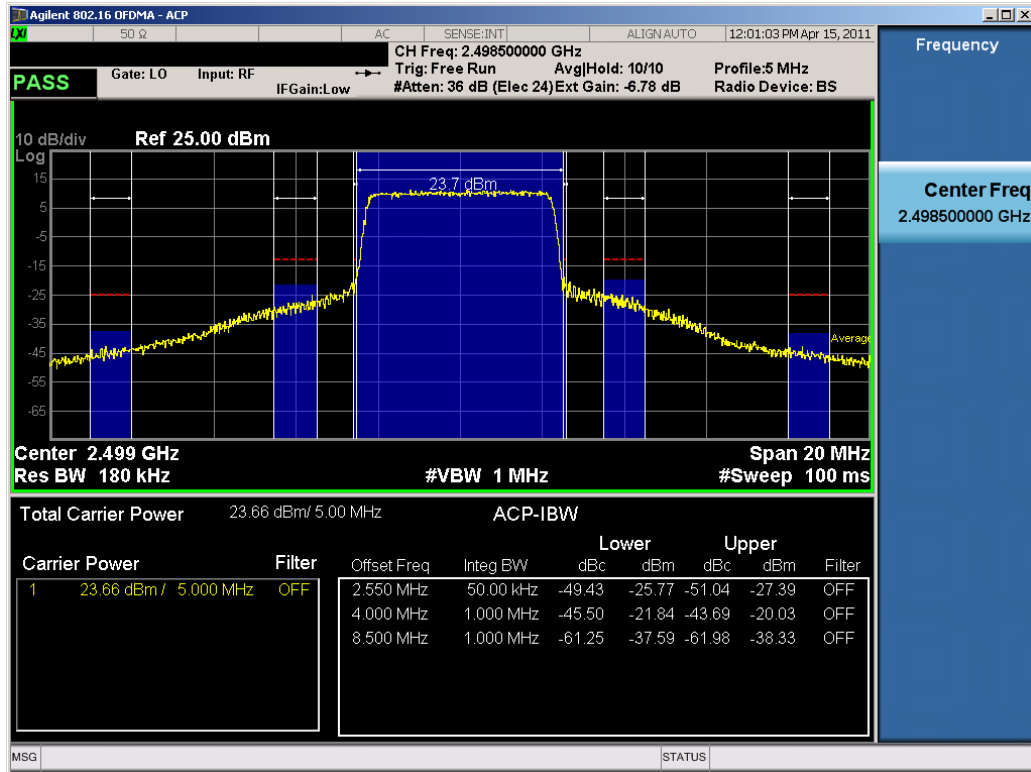 Agilent 802.16 OFDMA - ACP
LXI 50 Ω AC SENSE:INT ALIGN AUTO 12:01:03 PM Apr 15, 2011
Frequency
CH Freq: 2.498500000 GHz
PASS Gate: LO Input: RF Trig: Free Run Avg|Hold: 10/10 Profile:5 MHz
IFGain:Low #Atten: 36 dB (Elec 24) Ext Gain: -6.78 dB Radio Device: BS
10 dB/div Ref 25.00 dBm
Log
15
23.7 dBm
5
-5
-15
-25
-35
Average
-45
-55
-65
Center Freq
2.498500000 GHz
Center 2.499 GHz Span 20 MHz
Res BW 180 kHz #VBW 1 MHz #Sweep 100 ms
Total Carrier Power 23.66 dBm/ 5.00 MHz ACP-IBW
Lower Upper
Carrier Power Filter Offset Freq Integ BW dBc dBm dBc dBm Filter
1 23.66 dBm / 5.000 MHz OFF 2.550 MHz 50.00 kHz -49.43 -25.77 -51.04 -27.39 OFF
4.000 MHz 1.000 MHz -45.50 -21.84 -43.69 -20.03 OFF
8.500 MHz 1.000 MHz -61.25 -37.59 -61.98 -38.33 OFF
MSG STATUS